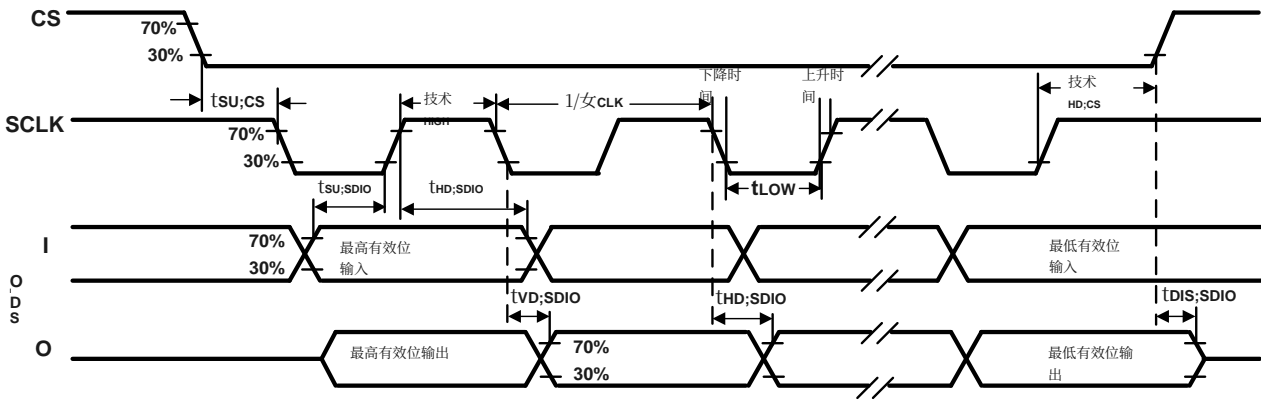 CS
70%
30%
tSU;CS
技术
HIGH
1/女CLK
下降时
间
上升时
间
技术
HD;CS
SCLK
70%
30%
tSU;SDIO
tHD;SDIO
tLOW
I
70%
30%
最高有效位
输入
最低有效位
输入
O-DS
tVD;SDIO
tHD;SDIO
tDIS;SDIO
O
最高有效位输出
70%
30%
最低有效位输
出